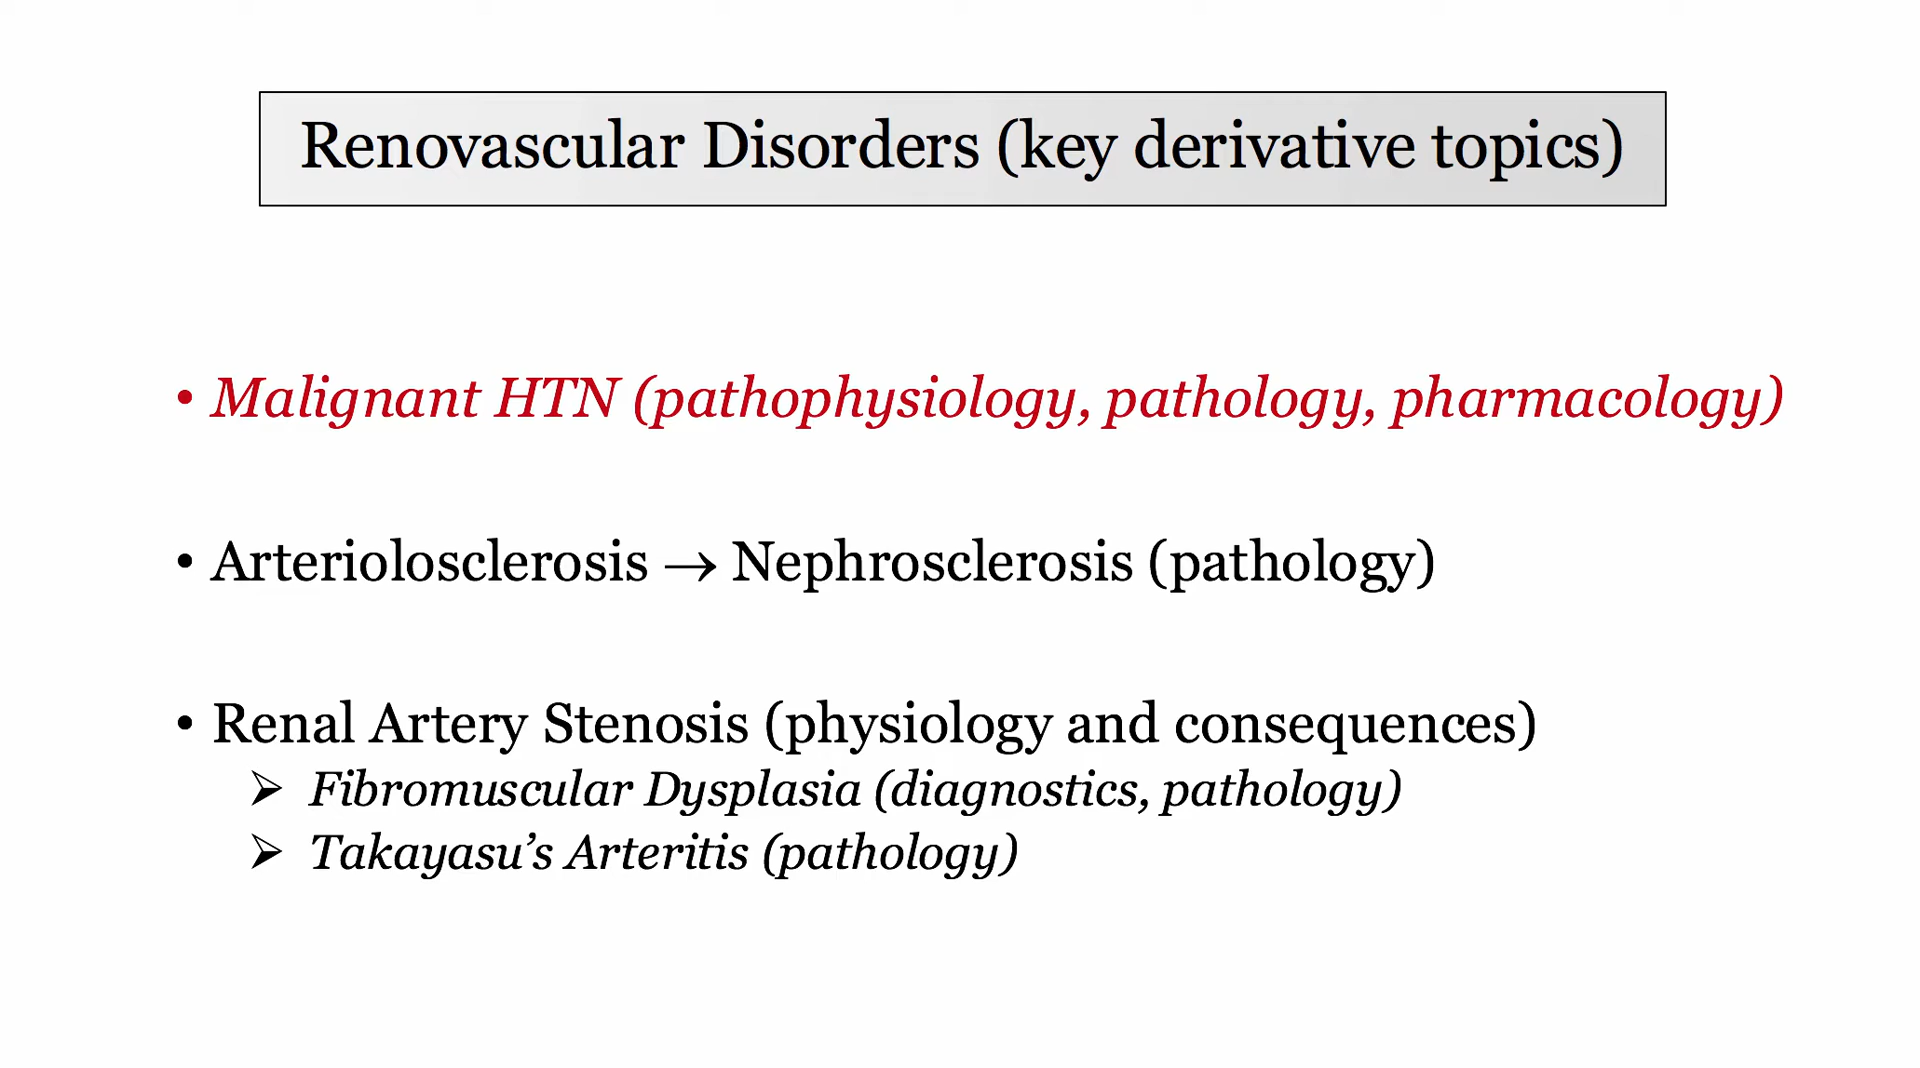 Renovascular Disorders (key derivative topics)
• Malignant HTN (pathophysiology, pathology, pharmacology)
• Arteriolosclerosis → Nephrosclerosis (pathology)
• Renal Artery Stenosis (physiology and consequences)
➢ Fibromuscular Dysplasia (diagnostics, pathology)
➢ Takayasu’s Arteritis (pathology)